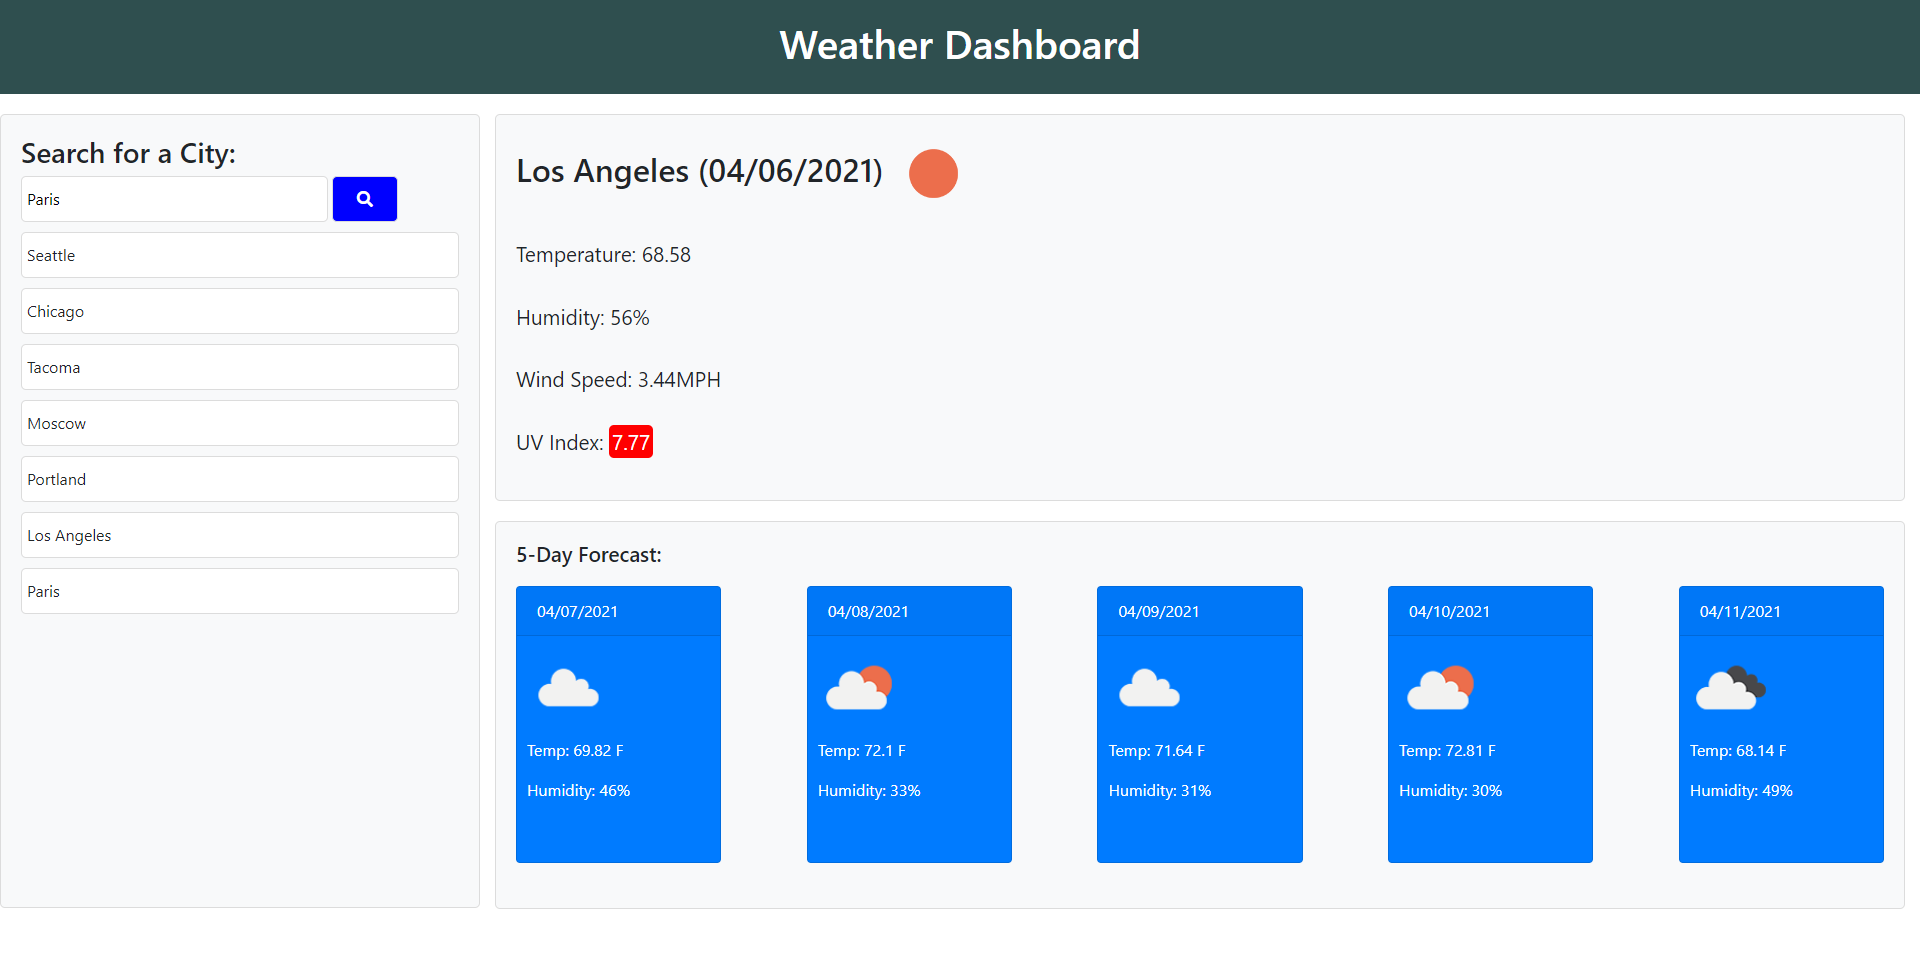 Weather Dashboard
Search for a City:
Paris
Seattle
Chicago
Tacoma
Moscow
Portland
Los Angeles
Paris
Los Angeles (04/06/2021)
Temperature: 68.58
Humidity: 56%
Wind Speed: 3.44MPH
UV Index: 7.77
5-Day Forecast:
04/07/2021
Temp: 69.82 F
Humidity: 46%
04/08/2021
Temp: 72.1 F
Humidity: 33%
04/09/2021
Temp: 71.64 F
Humidity: 31%
04/10/2021
Temp: 72.81 F
Humidity: 30%
04/11/2021
Temp: 68.14 F
Humidity: 49%